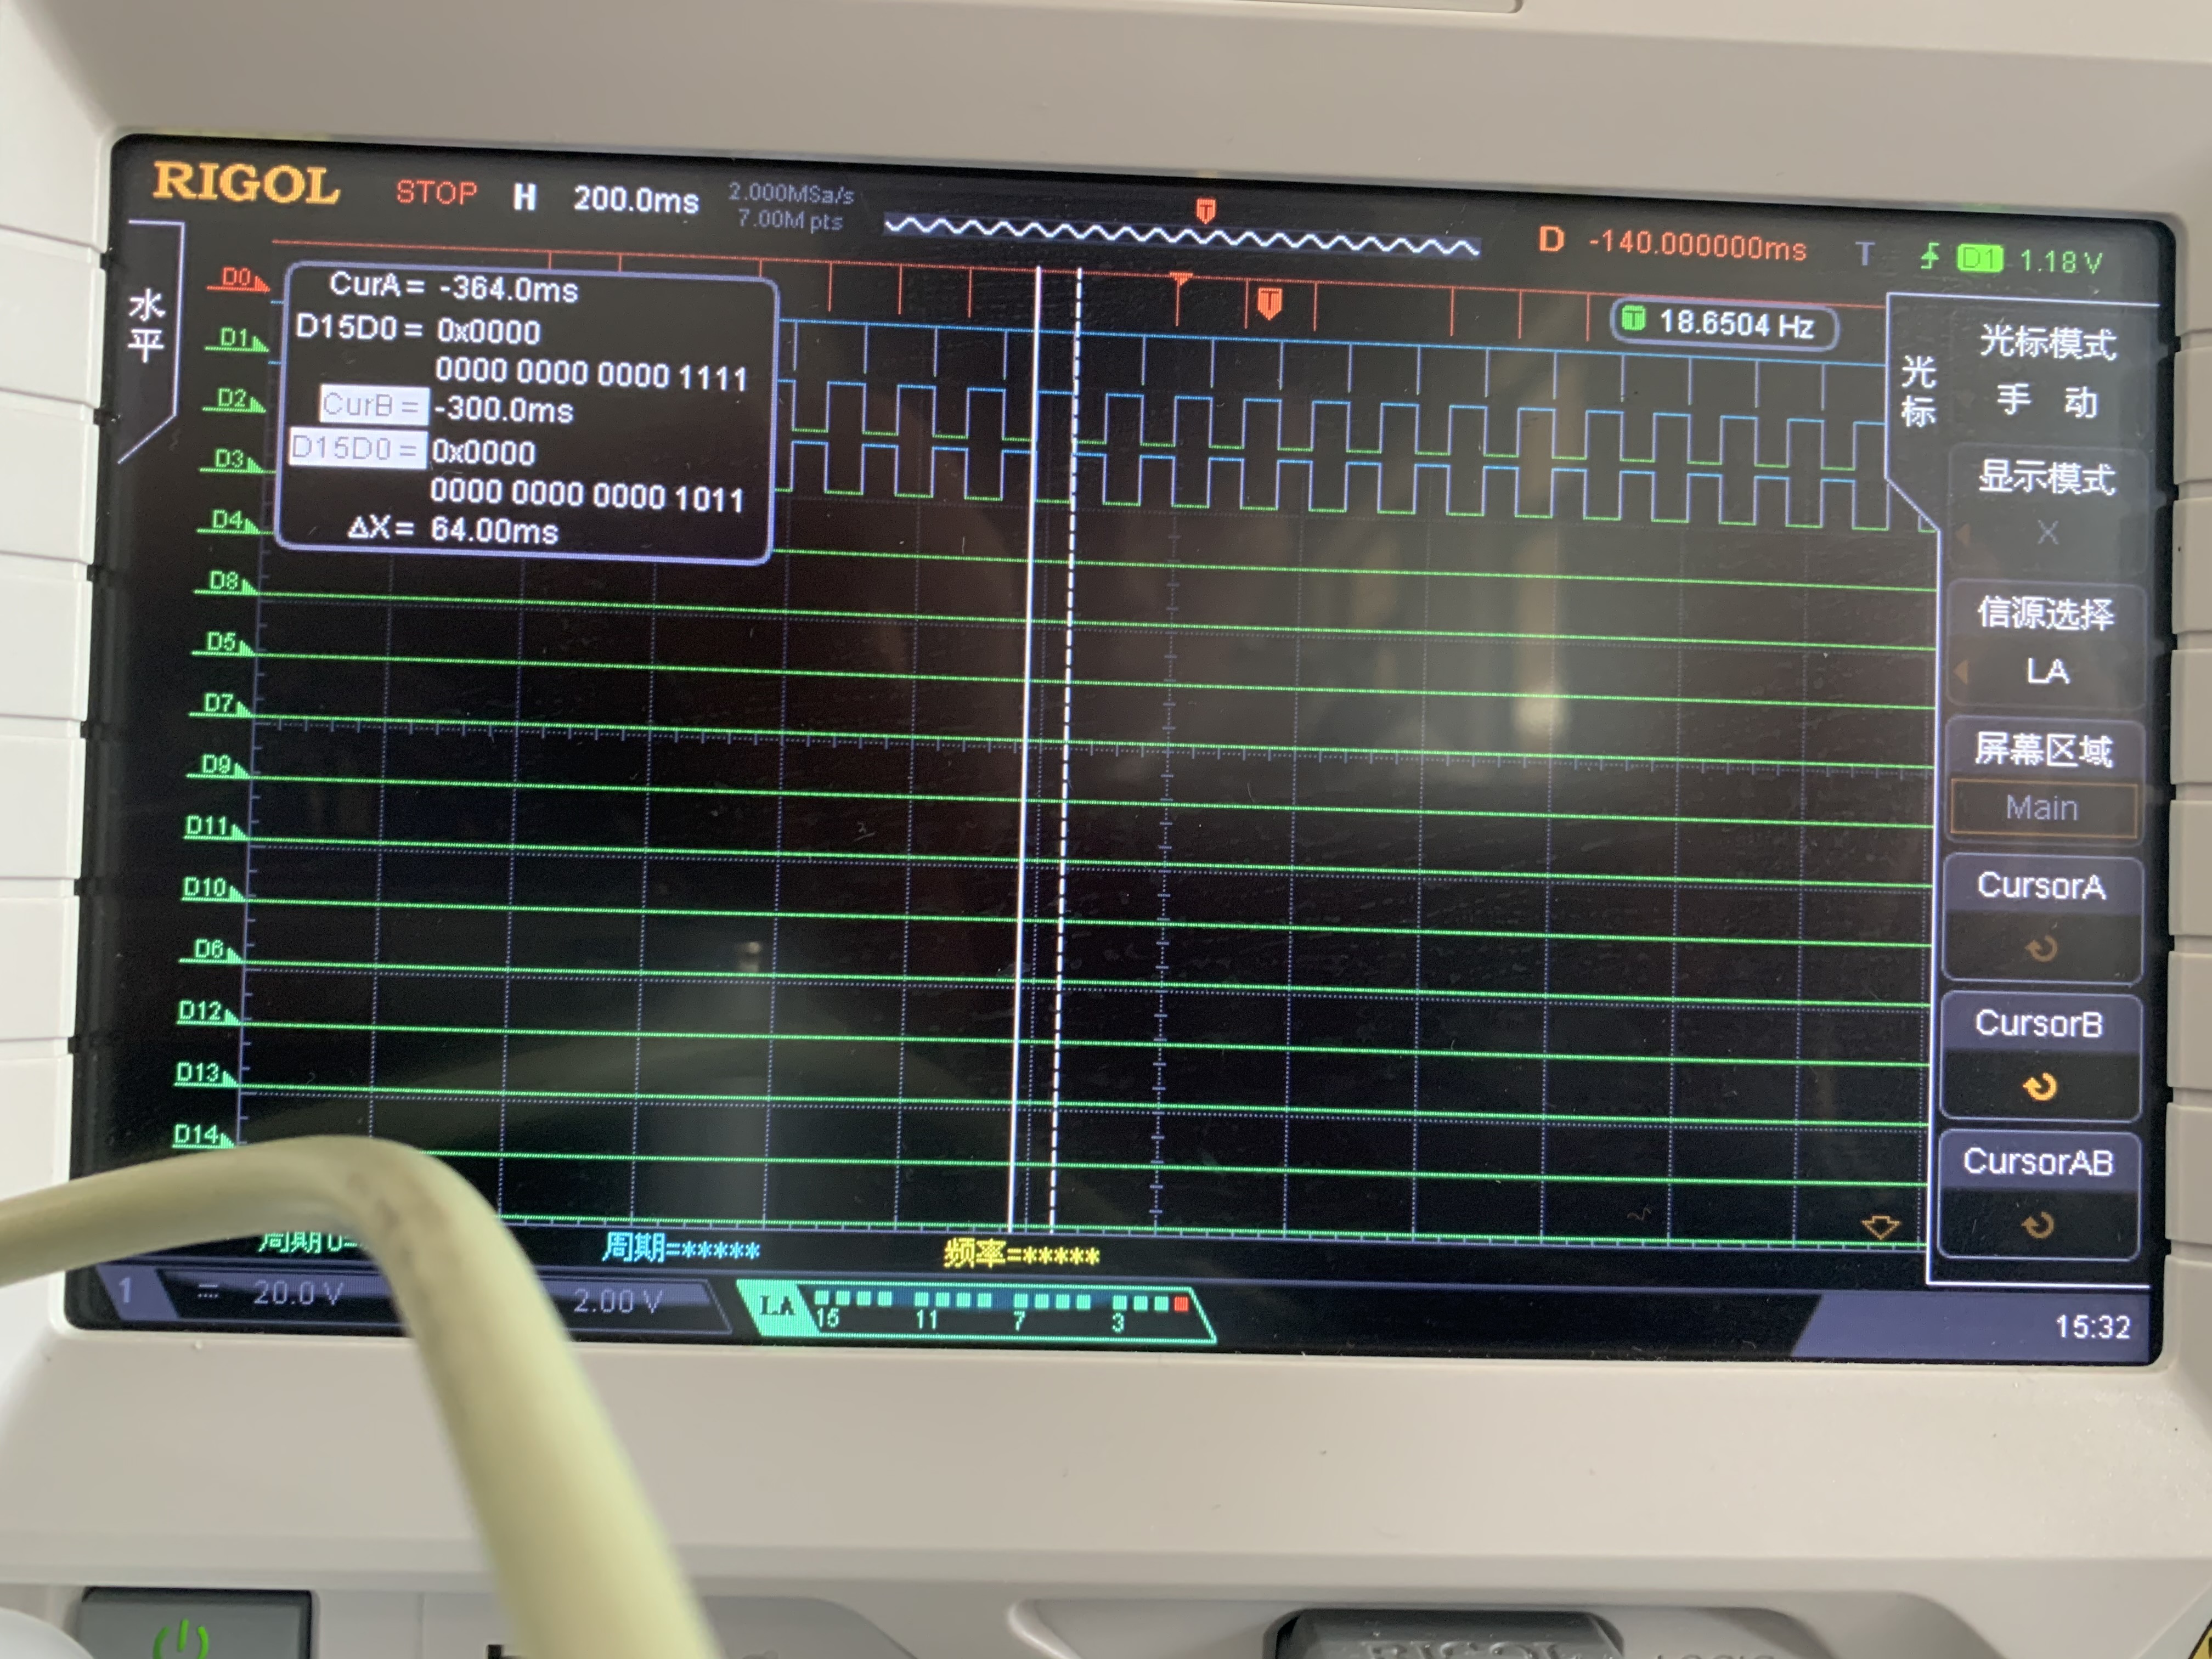 RIGOL STOP H 200.0ms 2.000MSa/s 7.00M pts D -140.000000ms T D1 1.18 V
T
T
T 18.6504 Hz
水平
CurA = -364.0ms
D15D0 = 0x0000
0000 0000 0000 1111
CurB = -300.0ms
D15D0 = 0x0000
0000 0000 0000 1011
ΔX = 64.00ms
D0
D1
D2
D3
D4
D8
D5
D7
D9
D11
D10
D6
D12
D13
D14
光标
光标模式
手 动
显示模式
X
信源选择
LA
屏幕区域
Main
CursorA
CursorB
CursorAB
周期=***** 频率=*****
1 20.0 V 2.00 V LA 15 11 7 3
15:32
RIGOL